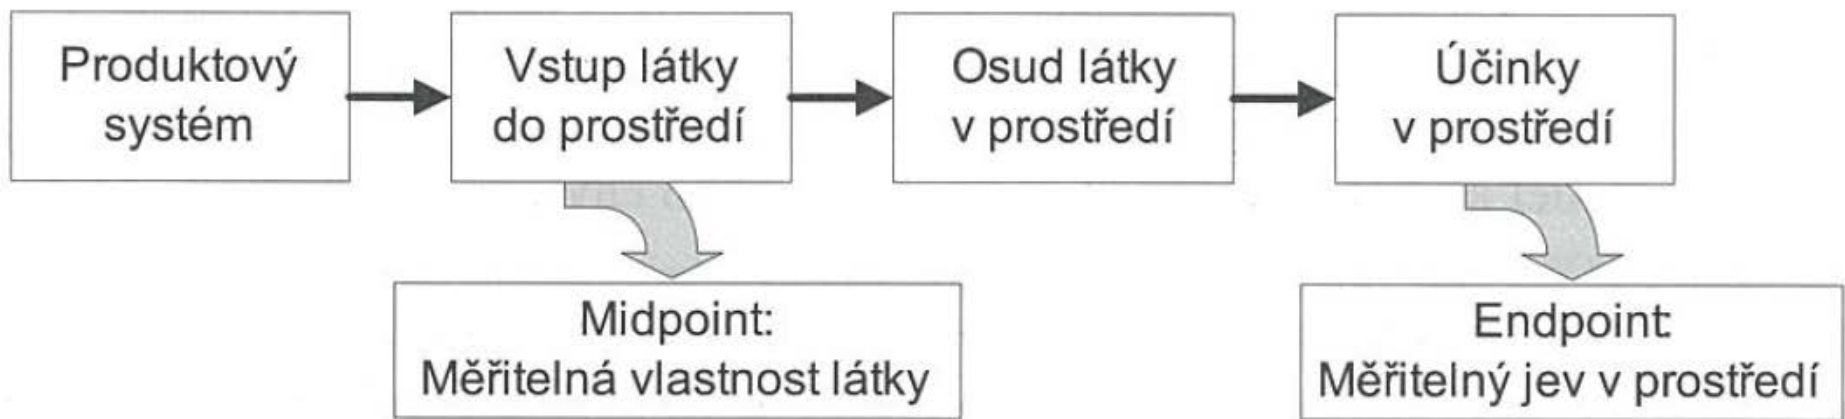 Produktový
systém
Vstup látky
do prostředí
Osud látky
v prostředí
Účinky
v prostředí
Midpoint:
Měřitelná vlastnost látky
Endpoint:
Měřitelný jev v prostředí